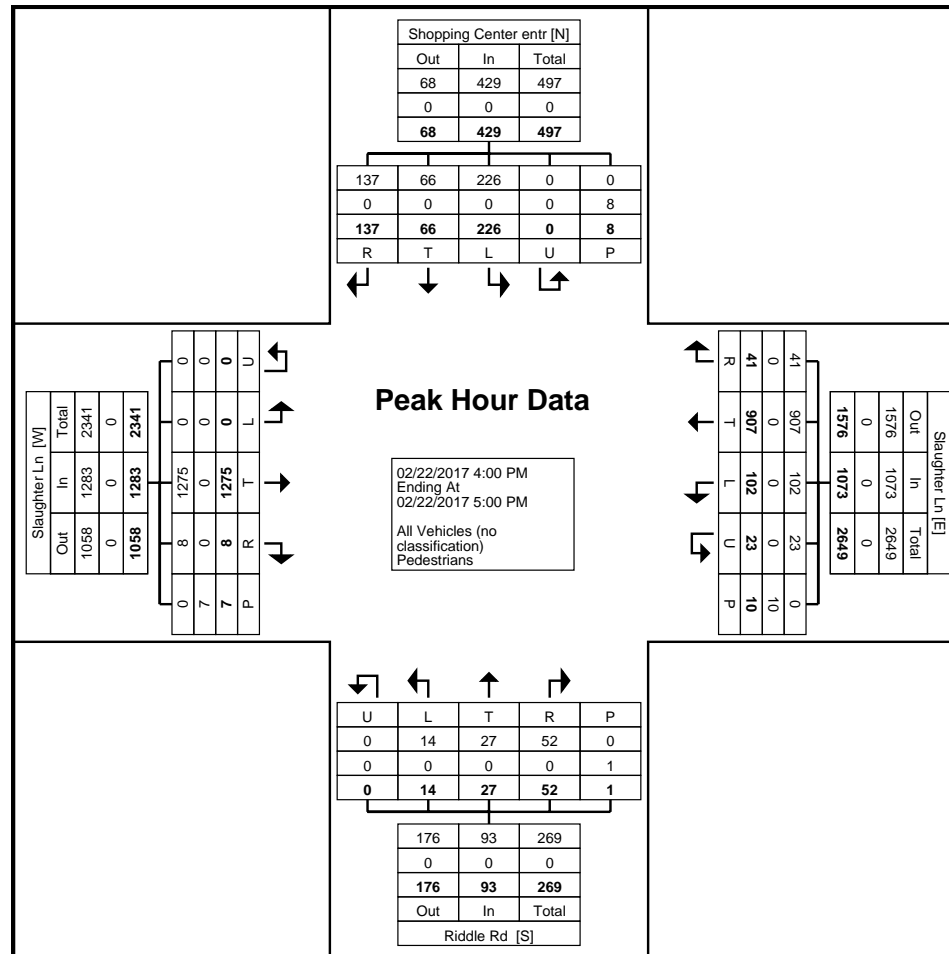 Shopping Center entr [N]
Out In Total
68 429 497
0 0 0
68 429 497
137 66 226 0 0
0 0 0 0 8
137 66 226 0 8
R T L U P
Slaughter Ln [W]
Total In Out
2341 1283 1058
0 0 0
2341 1283 1058
0 0 1275 8 0
0 0 0 0 7
0 0 1275 8 7
U L T R P
Peak Hour Data
02/22/2017 4:00 PM
Ending At
02/22/2017 5:00 PM
All Vehicles (no
classification)
Pedestrians
R T L U P
41 907 102 23 10
0 0 0 0 10
41 907 102 23 0
1576 1073 2649
0 0 0
1576 1073 2649
Out In Total
Slaughter Ln [E]
U L T R P
0 14 27 52 0
0 0 0 0 1
0 14 27 52 1
176 93 269
0 0 0
176 93 269
Out In Total
Riddle Rd [S]